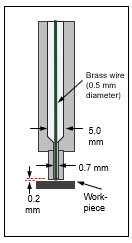 Brass wire
(0.5 mm
diameter)
5.0
mm
0.7 mm
0.2
mm
Work-
piece